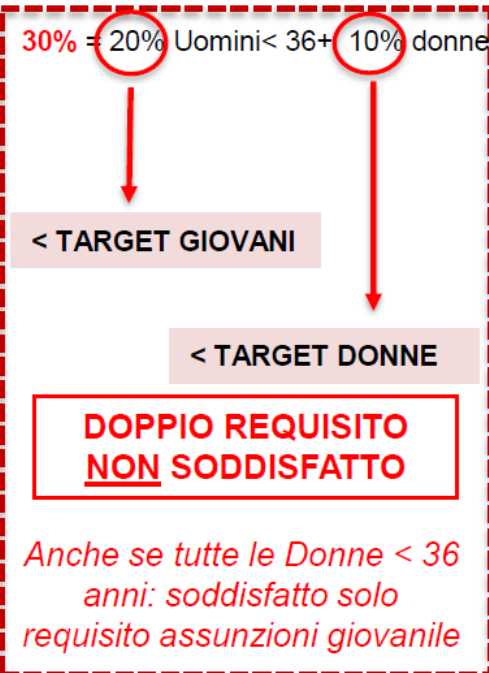 30% = 20% Uomini< 36+ 10% donne
< TARGET GIOVANI
< TARGET DONNE
DOPPIO REQUISITO
NON SODDISFATTO
Anche se tutte le Donne < 36
anni: soddisfatto solo
requisito assunzioni giovanile